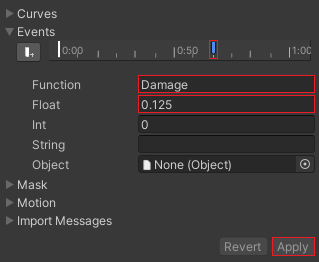 Curves
Events
0:00 0:50 1:00
Function Damage
Float 0.125
Int 0
String
Object None (Object)
Mask
Motion
Import Messages
Revert Apply